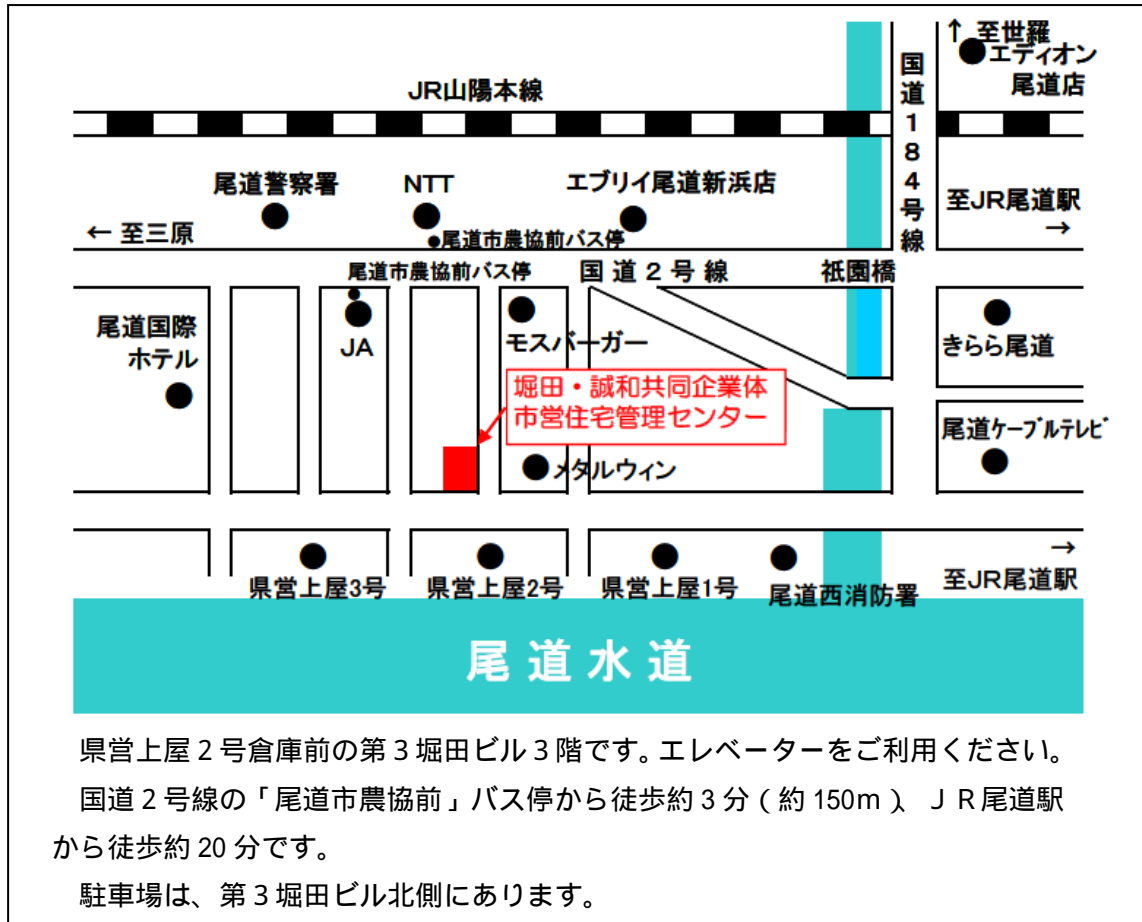 ↑ 至世羅
エディオン
尾道店
国道184号線
JR山陽本線
尾道警察署
NTT
エブリイ尾道新浜店
至JR尾道駅
→
← 至三原
尾道市農協前バス停
尾道市農協前バス停
国道2号線
祇園橋
尾道国際
ホテル
JA
モスバーガー
きらら尾道
堀田・誠和共同企業体
市営住宅管理センター
尾道ケーブルテレビ
メタルウィン
→
至JR尾道駅
県営上屋3号
県営上屋2号
県営上屋1号
尾道西消防署
尾道水道
県営上屋2号倉庫前の第3堀田ビル3階です。エレベーターをご利用ください。
国道2号線の「尾道市農協前」バス停から徒歩約3分(約150m)、JR尾道駅
から徒歩約20分です。
駐車場は、第3堀田ビル北側にあります。